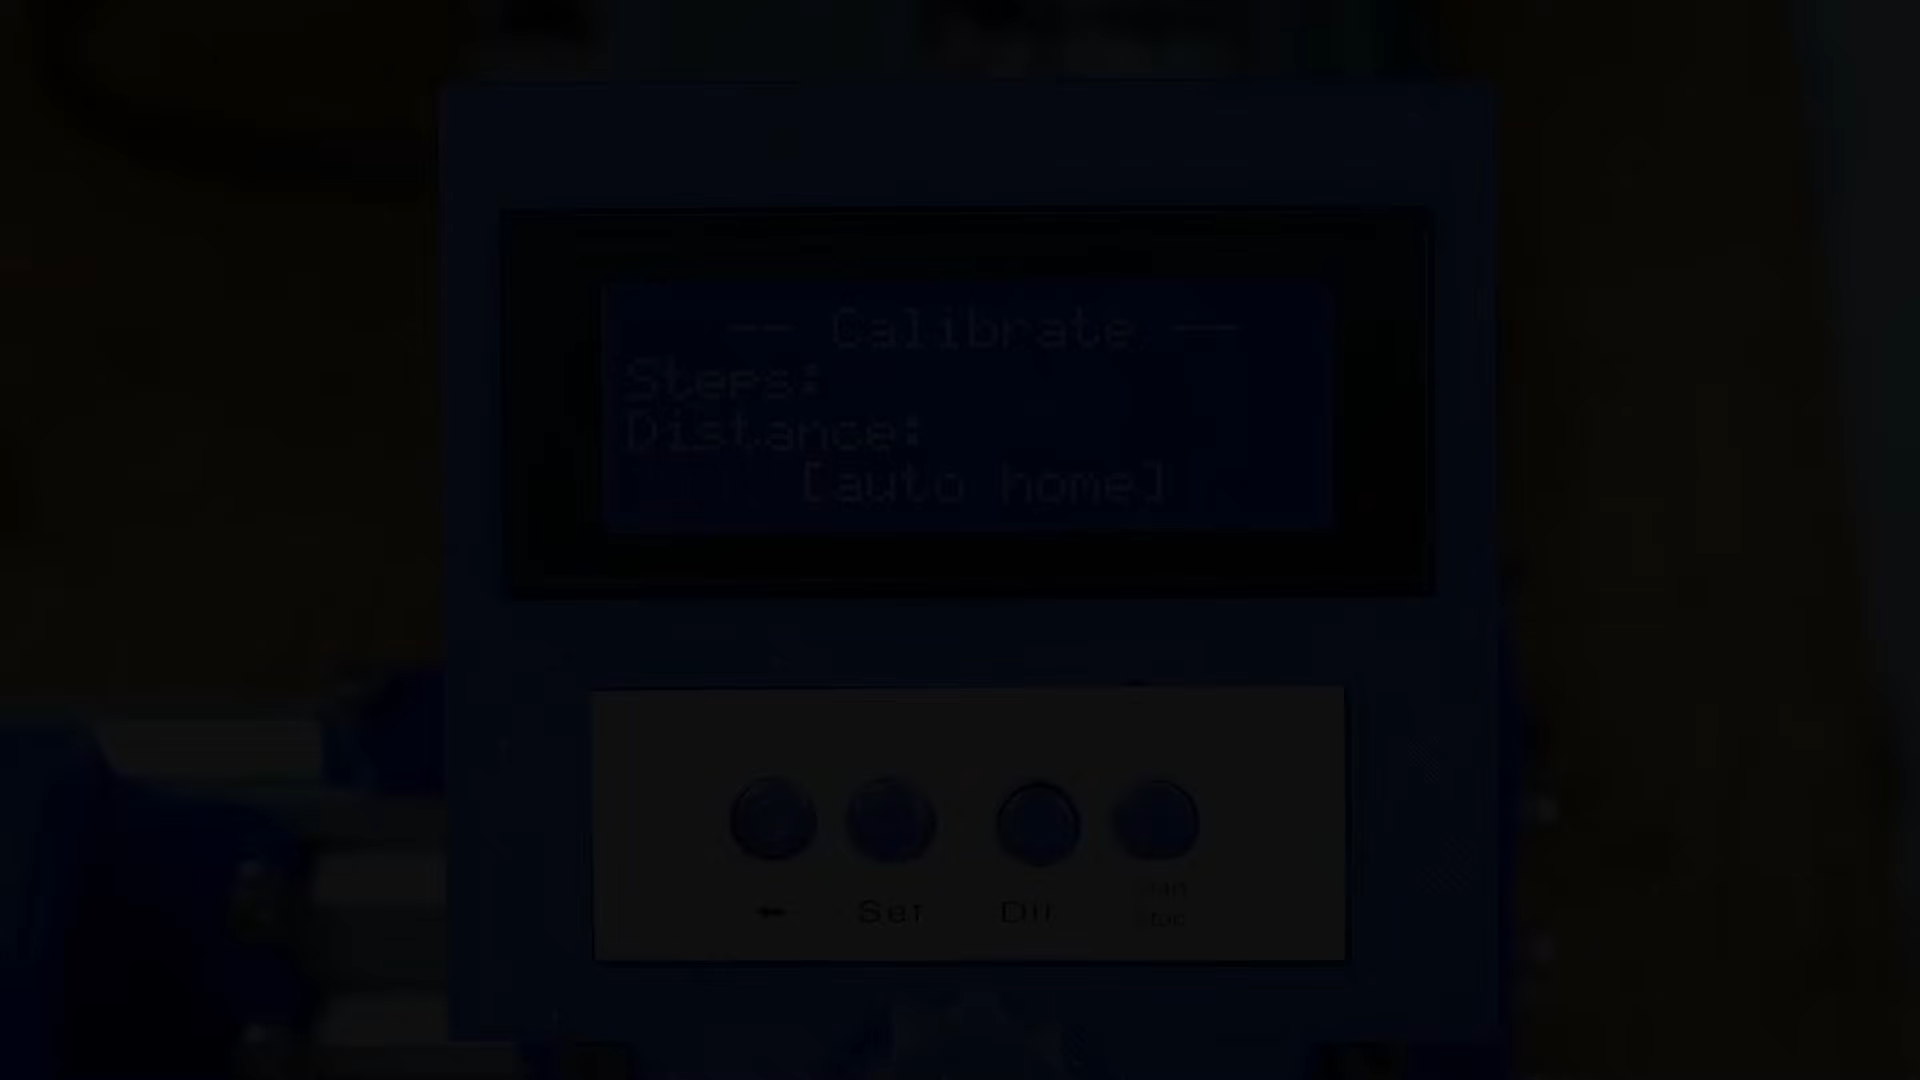 -- Calibrate --
Steps:
Distance:
[auto home]
← Set Dir